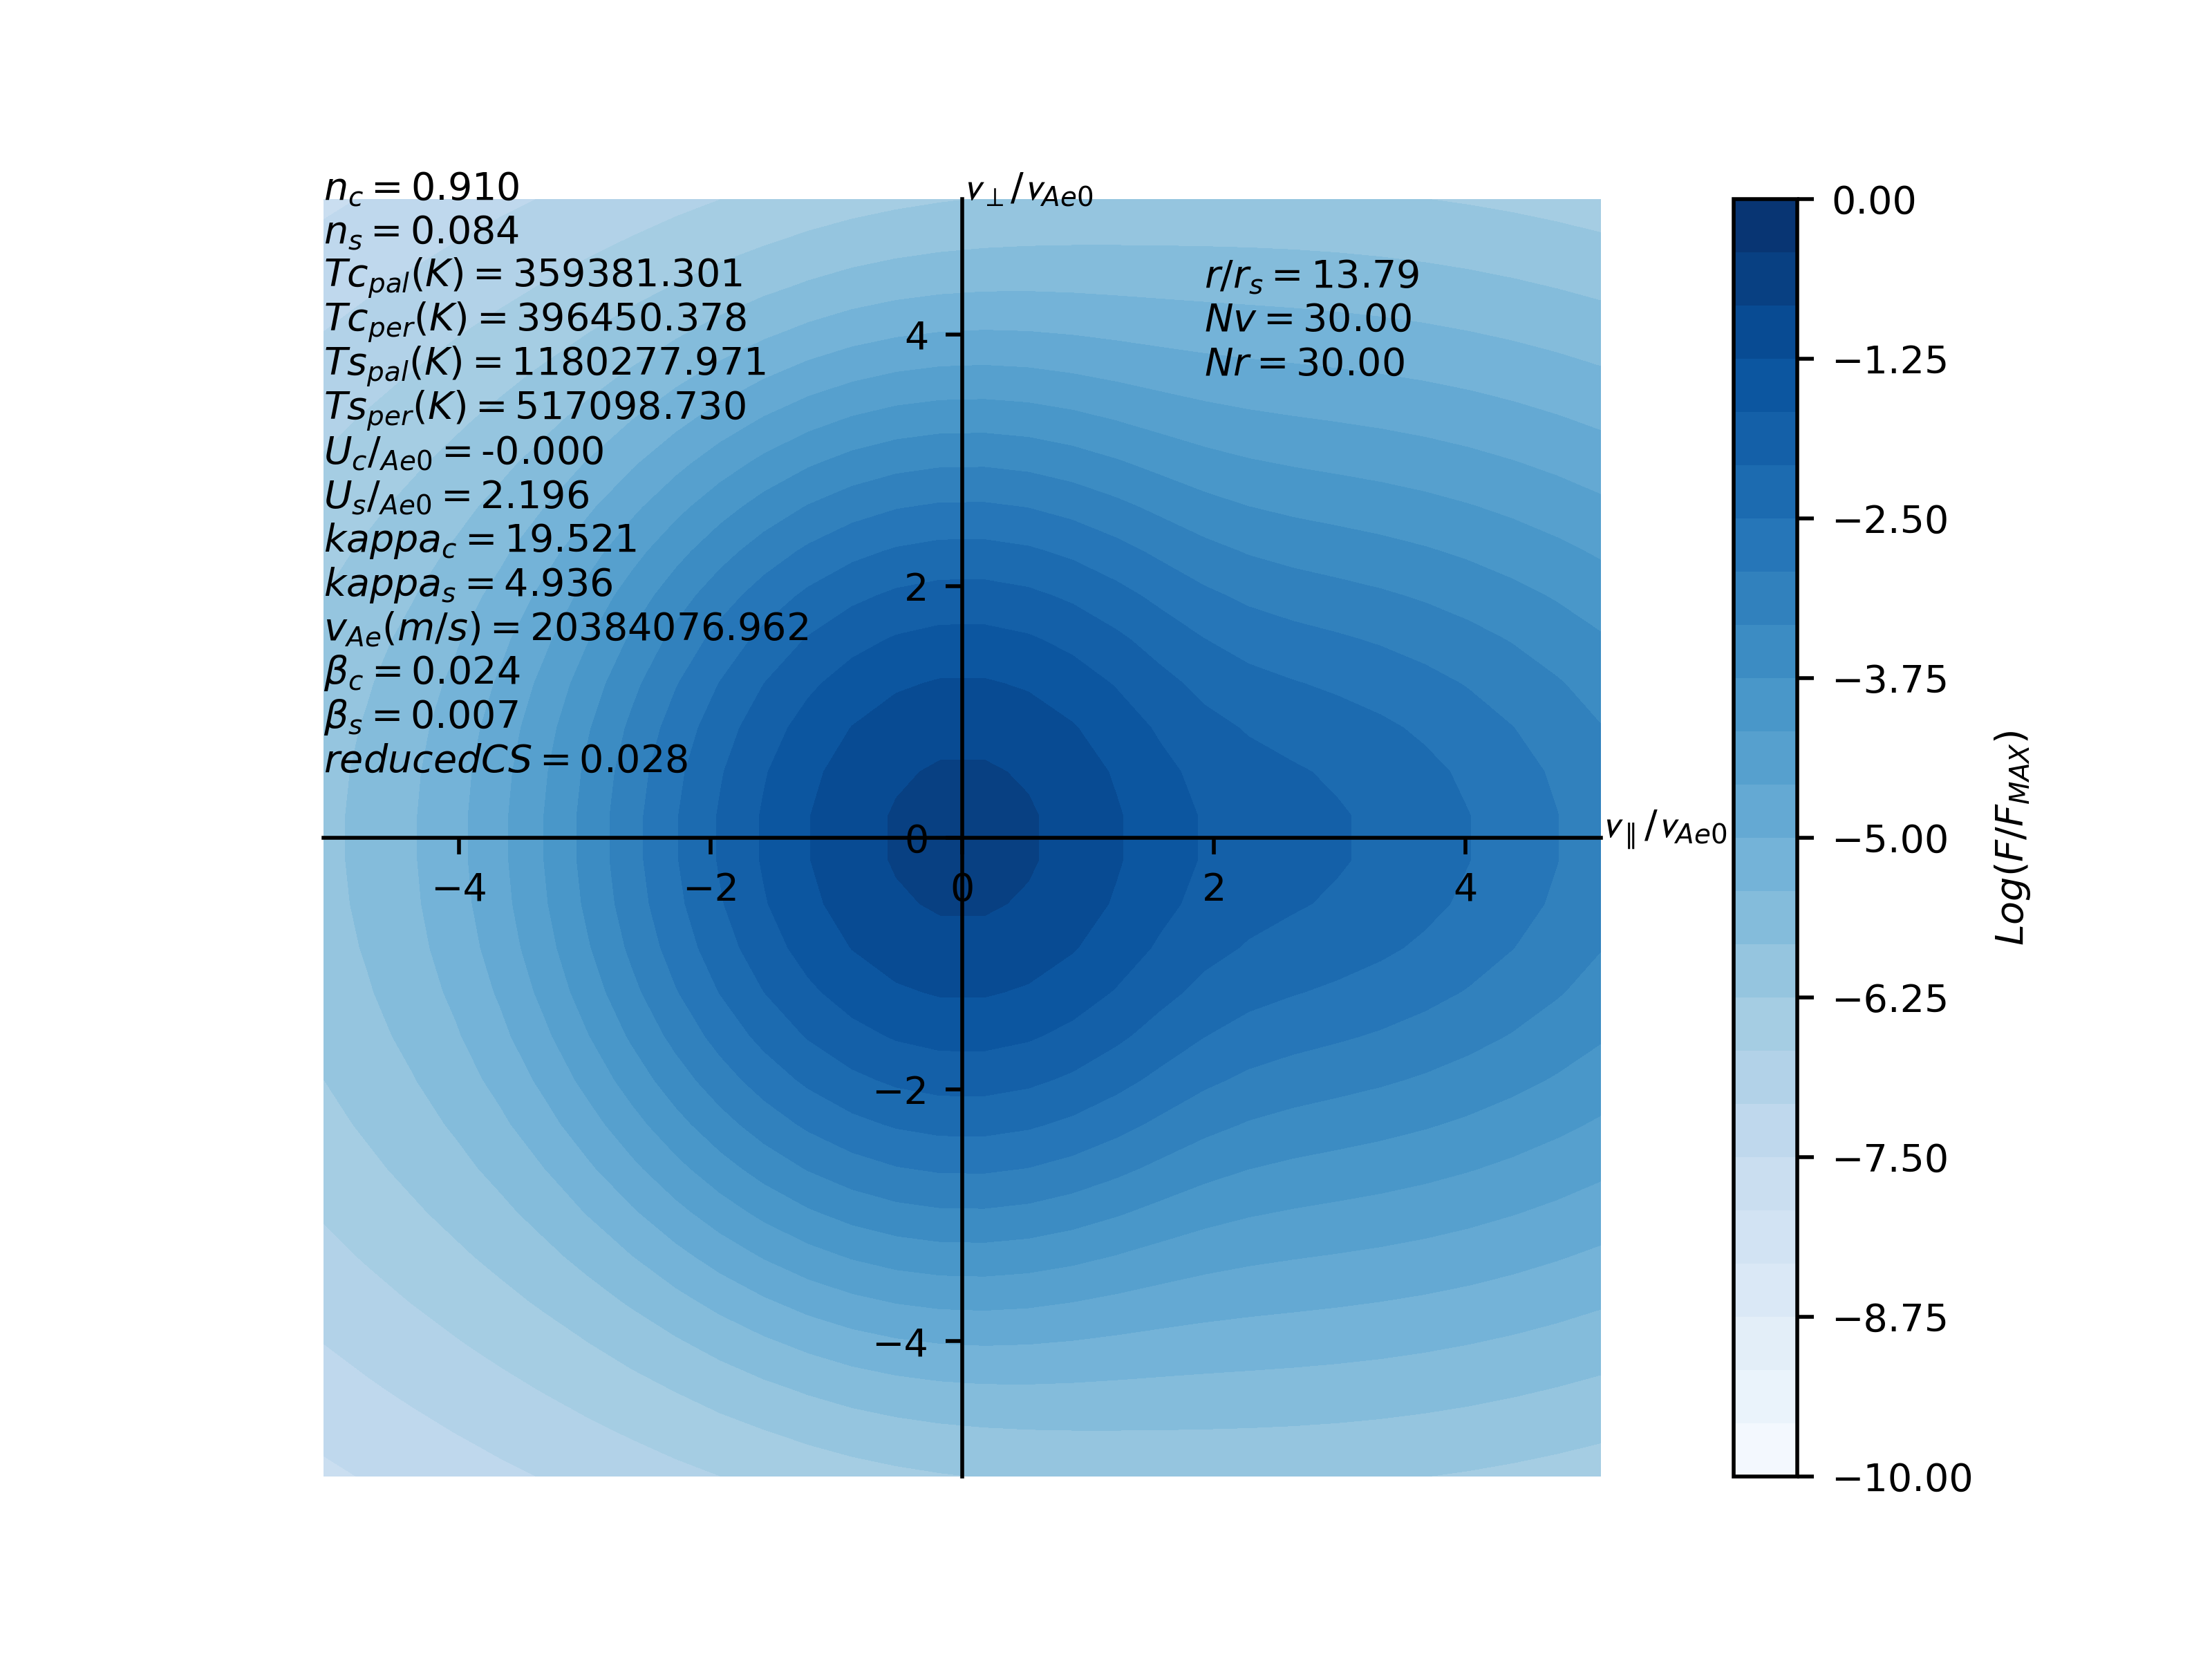 n_c = 0.910
n_s = 0.084
Tc_pal(K) = 359381.301
Tc_per(K) = 396450.378
Ts_pal(K) = 1180277.971
Ts_per(K) = 517098.730
U_c/_Ae0 = -0.000
U_s/_Ae0 = 2.196
kappa_c = 19.521
kappa_s = 4.936
v_Ae(m/s) = 20384076.962
β_c = 0.024
β_s = 0.007
reducedCS = 0.028
v_⊥/v_Ae0
r/r_s = 13.79
Nv = 30.00
Nr = 30.00
4
2
0
−2
−4
−4
−2
0
2
4
v_∥/v_Ae0
0.00
−1.25
−2.50
−3.75
−5.00
−6.25
−7.50
−8.75
−10.00
Log(F/F_MAX)